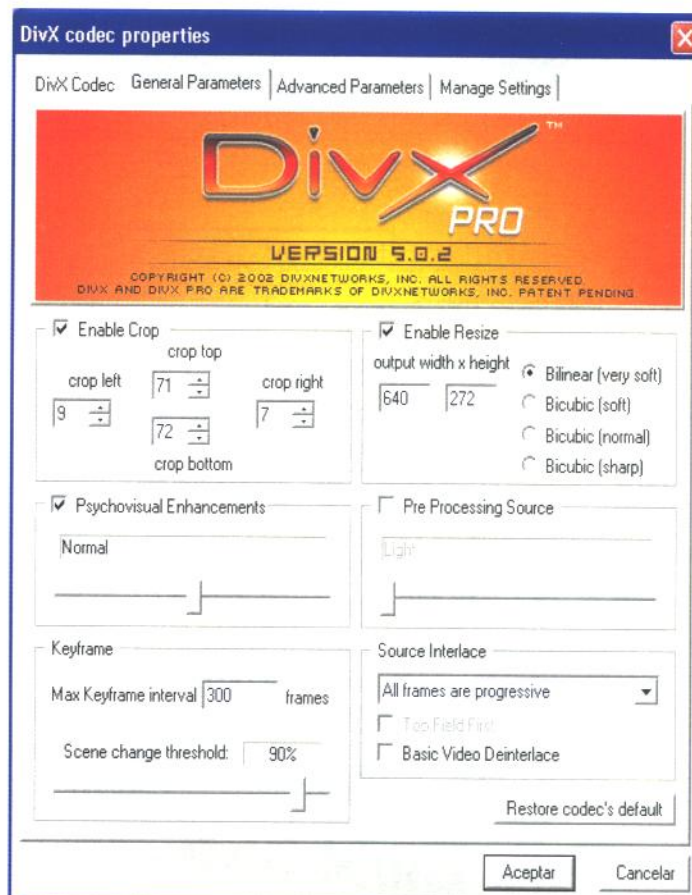 DivX codec properties
DivX Codec General Parameters Advanced Parameters Manage Settings
DivX™
PRO
VERSION 5.0.2
COPYRIGHT (C) 2002 DIVXNETWORKS, INC. ALL RIGHTS RESERVED.
DIVX AND DIVX PRO ARE TRADEMARKS OF DIVXNETWORKS, INC. PATENT PENDING.
Enable Crop
crop top
crop left
71
crop right
9
72
7
crop bottom
Enable Resize
output width x height
640
272
Bilinear (very soft)
Bicubic (soft)
Bicubic (normal)
Bicubic (sharp)
Psychovisual Enhancements
Normal
Pre Processing Source
Light
Keyframe
Max Keyframe interval 300 frames
Scene change threshold: 90%
Source Interlace
All frames are progressive
Top Field First
Basic Video Deinterlace
Restore codec's default
Aceptar
Cancelar